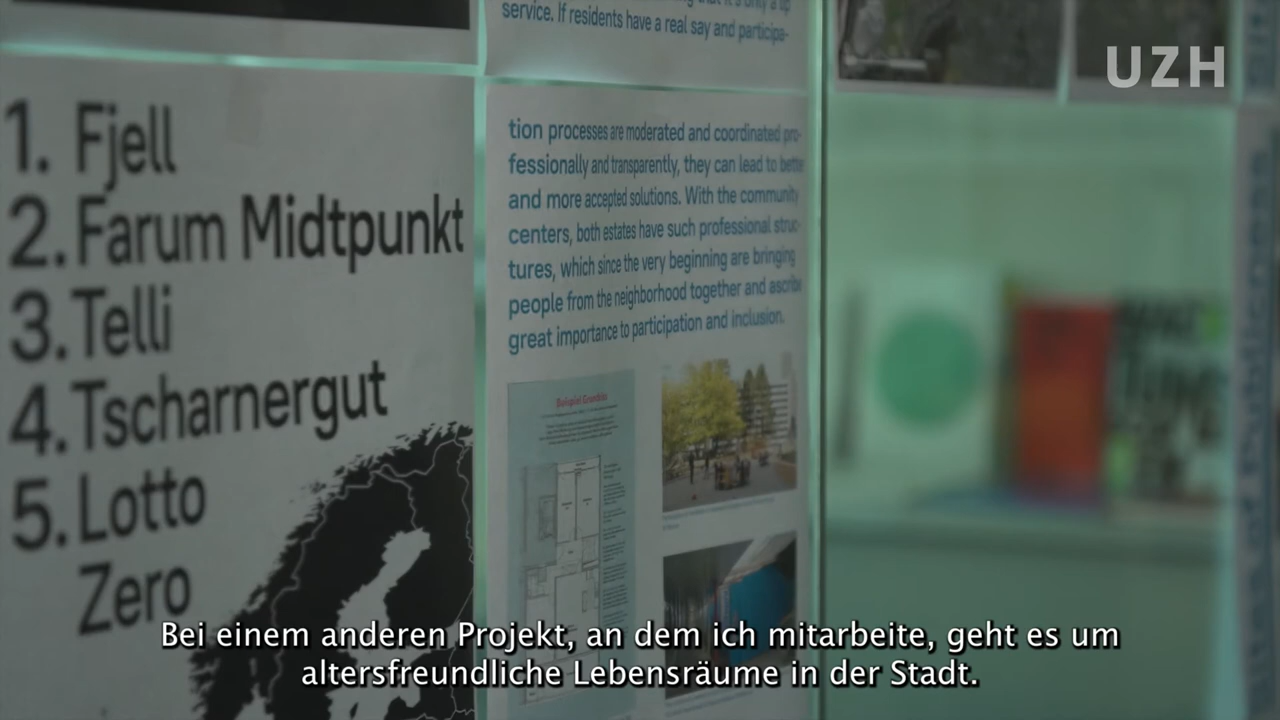 1. Fjell
2. Farum Midtpunkt
3. Telli
4. Tscharnergut
5. Lotto
Zero
service. If residents have a real say and participa-
tion processes are moderated and coordinated pro-
fessionally and transparently, they can lead to better
and more accepted solutions. With the community
centers, both estates have such professional struc-
tures, which since the very beginning are bringing
people from the neighborhood together and ascribe
great importance to participation and inclusion.
UZH
Bei einem anderen Projekt, an dem ich mitarbeite, geht es um
altersfreundliche Lebensräume in der Stadt.